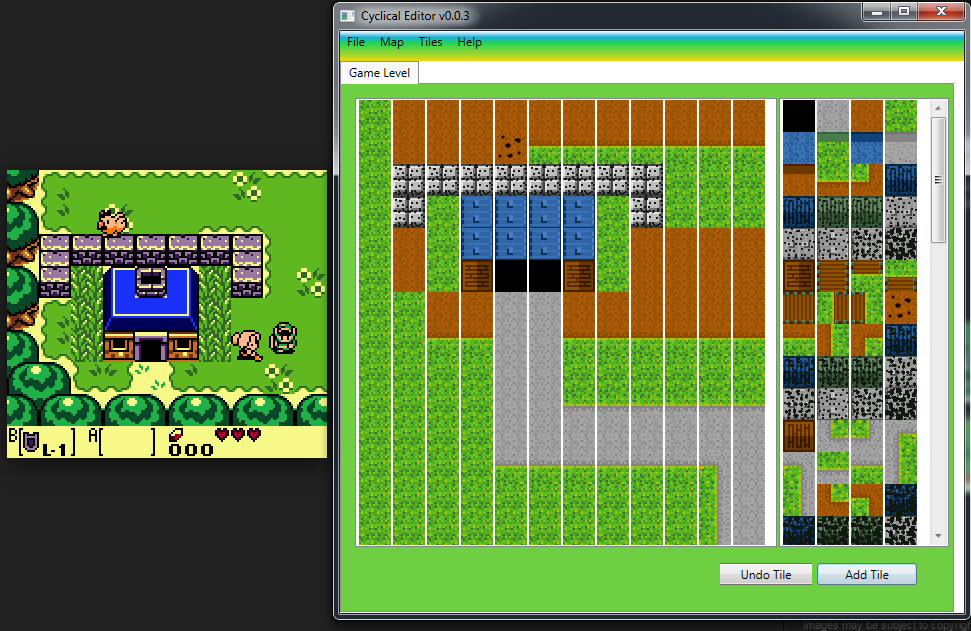 Cyclical Editor v0.0.3
File Map Tiles Help
Game Level
B[ L-1] A[ ] 000
Undo Tile Add Tile
Images may be subject to copyrigh